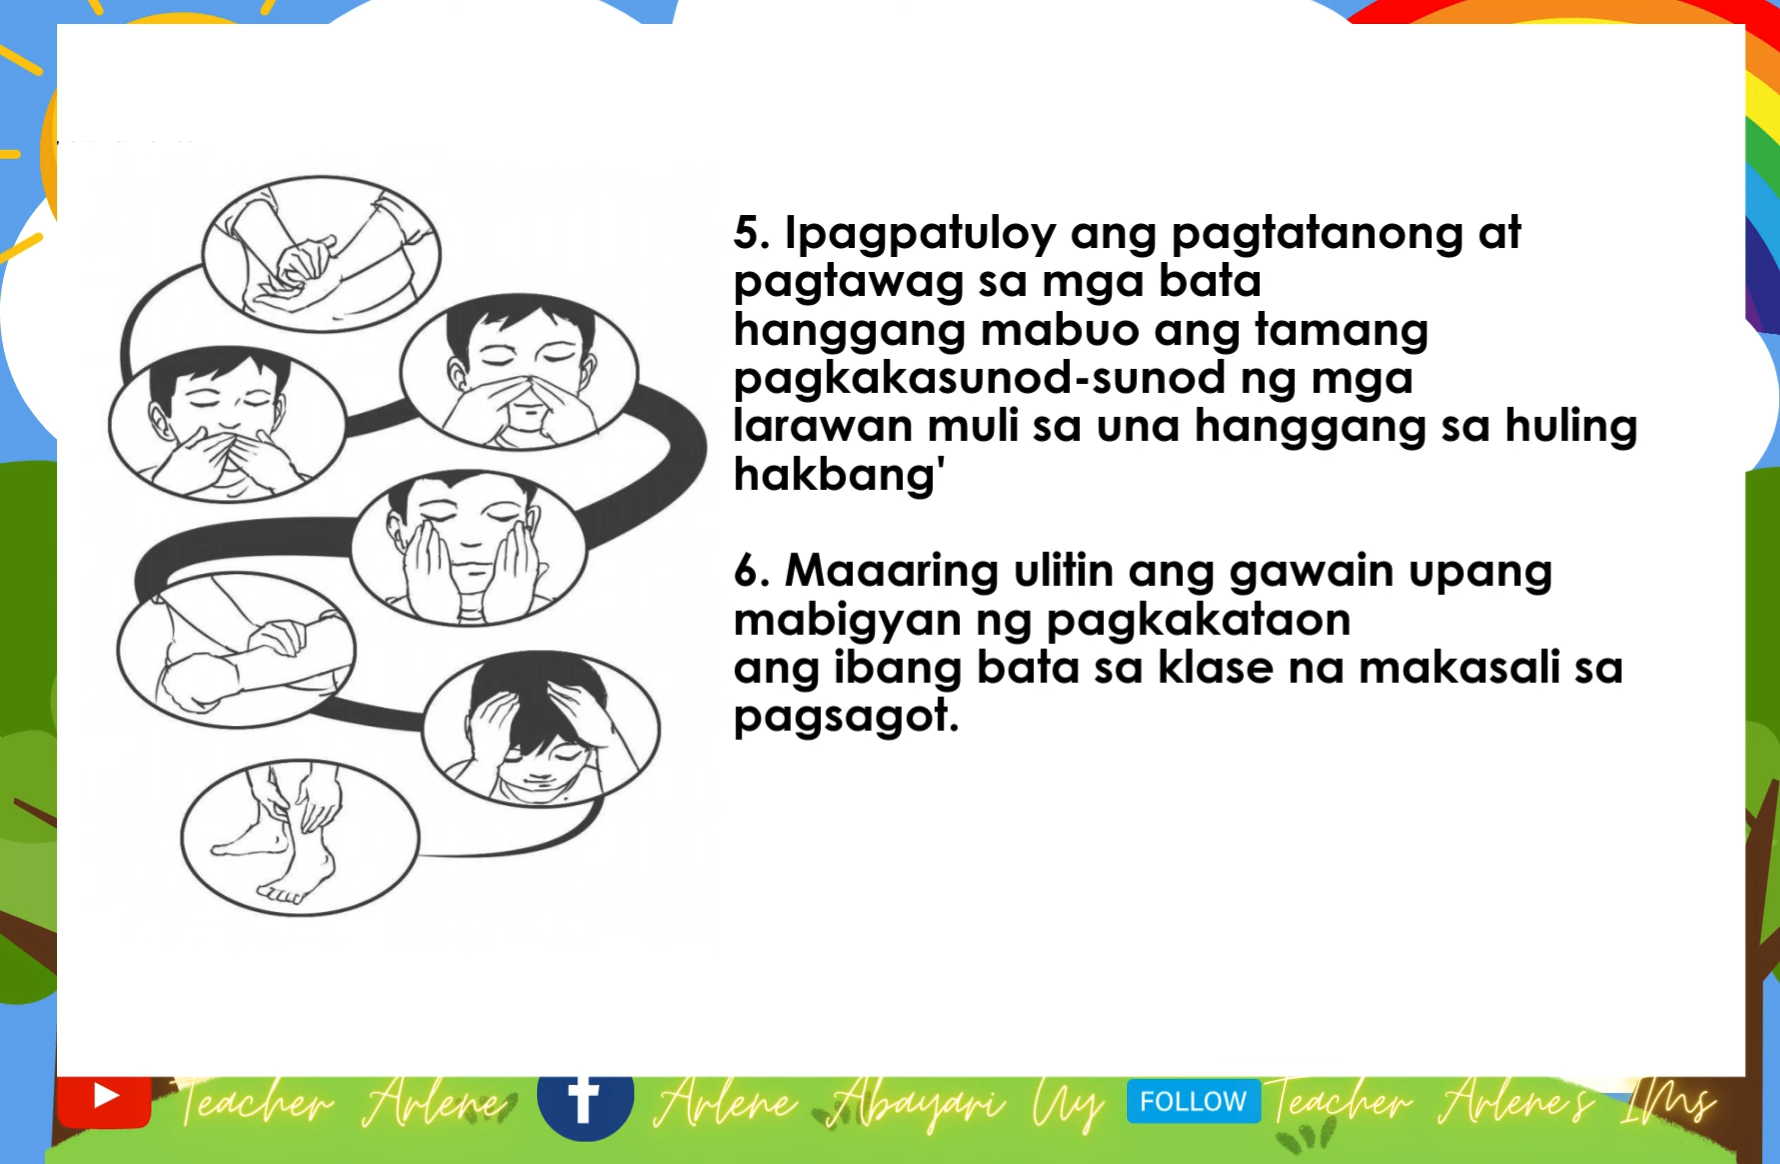 5. Ipagpatuloy ang pagtatanong at
pagtawag sa mga bata
hanggang mabuo ang tamang
pagkakasunod-sunod ng mga
larawan muli sa una hanggang sa huling
hakbang'
6. Maaaring ulitin ang gawain upang
mabigyan ng pagkakataon
ang ibang bata sa klase na makasali sa
pagsagot.
Teacher Arlene f Arlene Abayari Uy FOLLOW Teacher Arlene's IMs